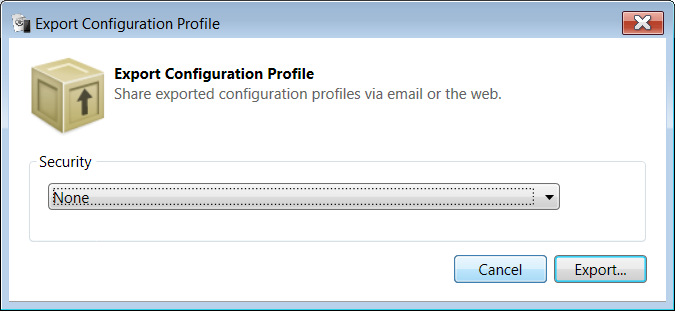 Export Configuration Profile
Export Configuration Profile
Share exported configuration profiles via email or the web.
Security
None
Cancel
Export...